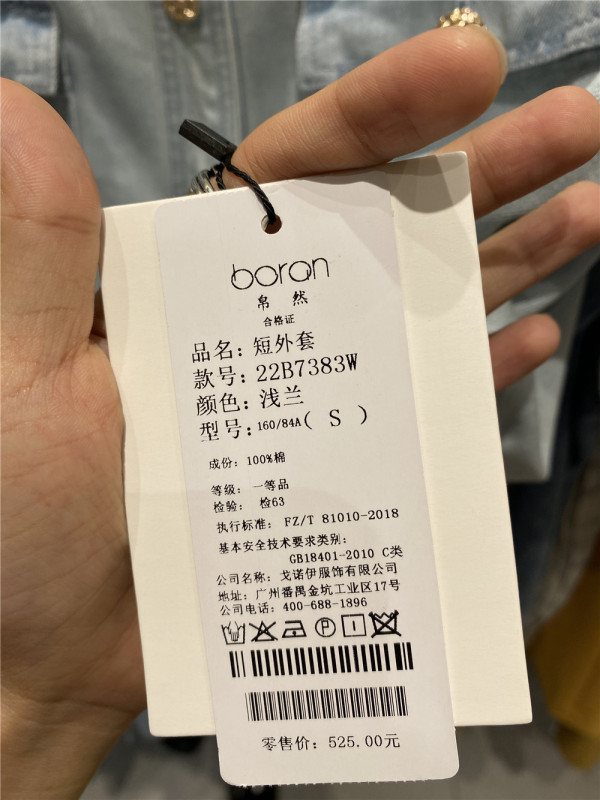 boran
帛然
合格证
品名：短外套
款号：22B7383W
颜色：浅兰
型号：160/84A( S )
成份：100%棉
等级：一等品
检验：检63
执行标准：FZ/T 81010-2018
基本安全技术要求类别：
GB18401-2010 C类
公司名称：戈诺伊服饰有限公司
地址：广州番禺金坑工业区17号
公司电话：400-688-1896
零售价：525.00元